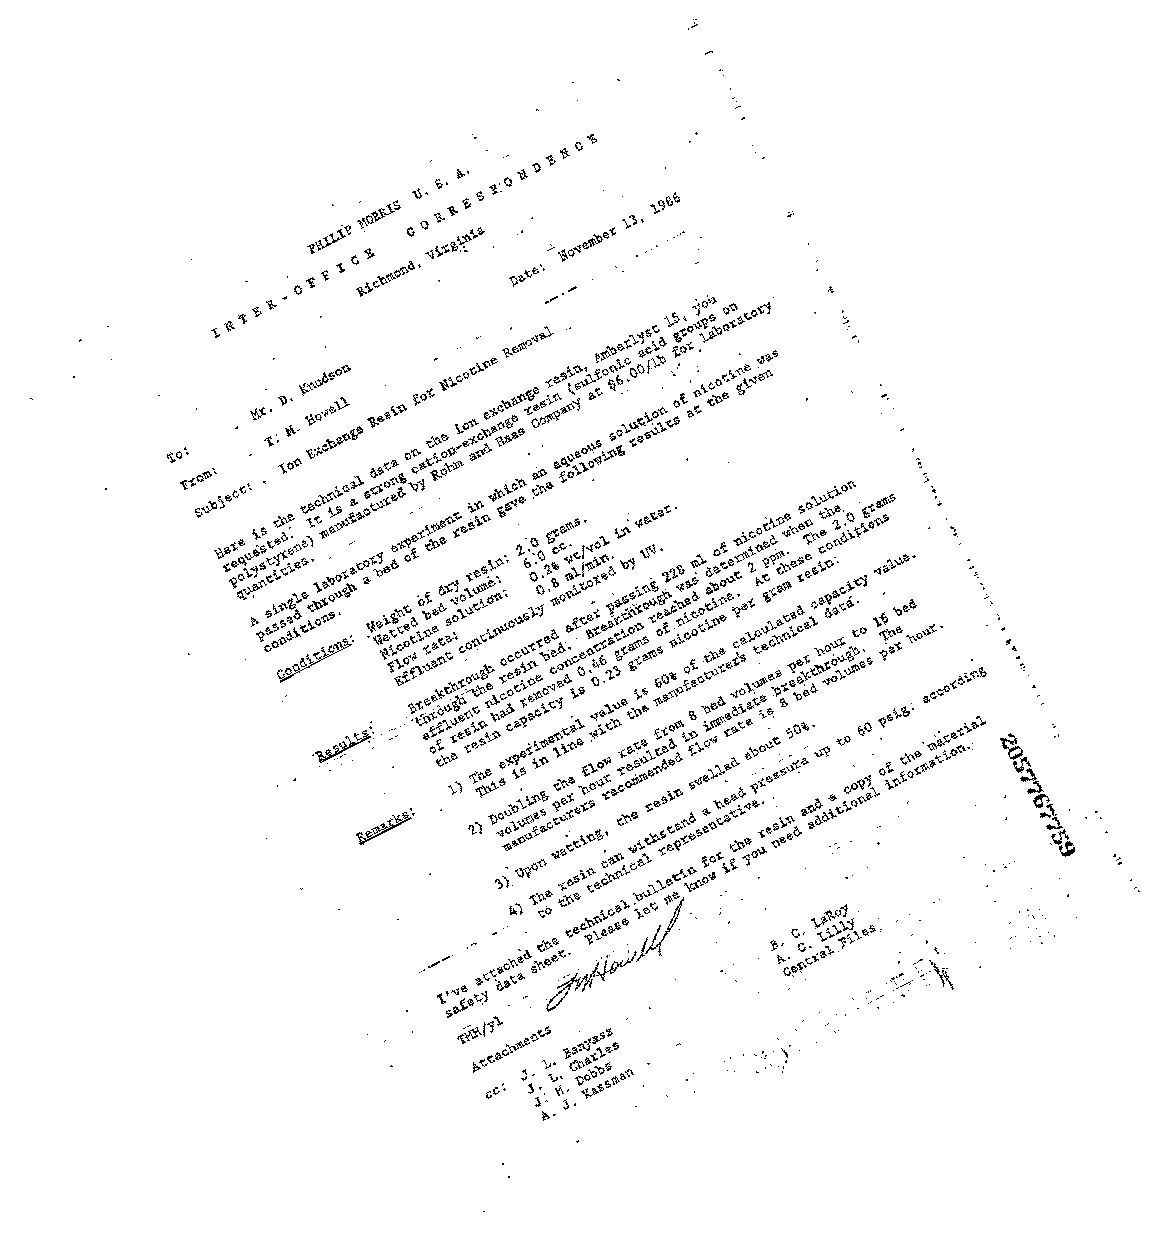 PHILIP MORRIS U. S. A.
INTER-OFFICE CORRESPONDENCE
Richmond, Virginia
Date: November 13, 1986
To: Mr. D. Knudson
From: T. M. Howell
Subject: Ion Exchange Resin for Nicotine Removal
Here is the technical data on the ion exchange resin, Amberlyst 15, you
requested. It is a strong cation-exchange resin (sulfonic acid groups on
polystyrene) manufactured by Rohm and Haas Company at $6.00/lb for laboratory
quantities.
A single laboratory experiment in which an aqueous solution of nicotine was
passed through a bed of the resin gave the following results at the given
conditions.
Conditions: Weight of dry resin: 2.0 grams.
Wetted bed volume: 6.0 cc.
Nicotine solution: 0.2% wt/vol in water.
Flow rate: 0.8 ml/min.
Effluent continuously monitored by UV.
Results: Breakthrough occurred after passing 228 ml of nicotine solution
through the resin bed. Breakthrough was determined when the
effluent nicotine concentration reached about 2 ppm. The 2.0 grams
of resin had removed 0.46 grams of nicotine. At these conditions
the resin capacity is 0.23 grams nicotine per gram resin.
Remarks: 1) The experimental value is 60% of the calculated capacity value.
This is in line with the manufacturers technical data.
2) Doubling the flow rate from 8 bed volumes per hour to 16 bed
volumes per hour resulted in immediate breakthrough. The
manufacturers recommended flow rate is 8 bed volumes per hour.
3) Upon wetting, the resin swelled about 50%.
4) The resin can withstand a head pressure up to 60 psig. according
to the technical representative.
I've attached the technical bulletin for the resin and a copy of the material
safety data sheet. Please let me know if you need additional information.
TMHowell
TMH/yl
Attachments
cc: J. L. Banyasz
J. L. Charles
J. H. Dobbs
A. J. Kassman
B. C. LaRoy
A. C. Lilly
Central Files
2057767759